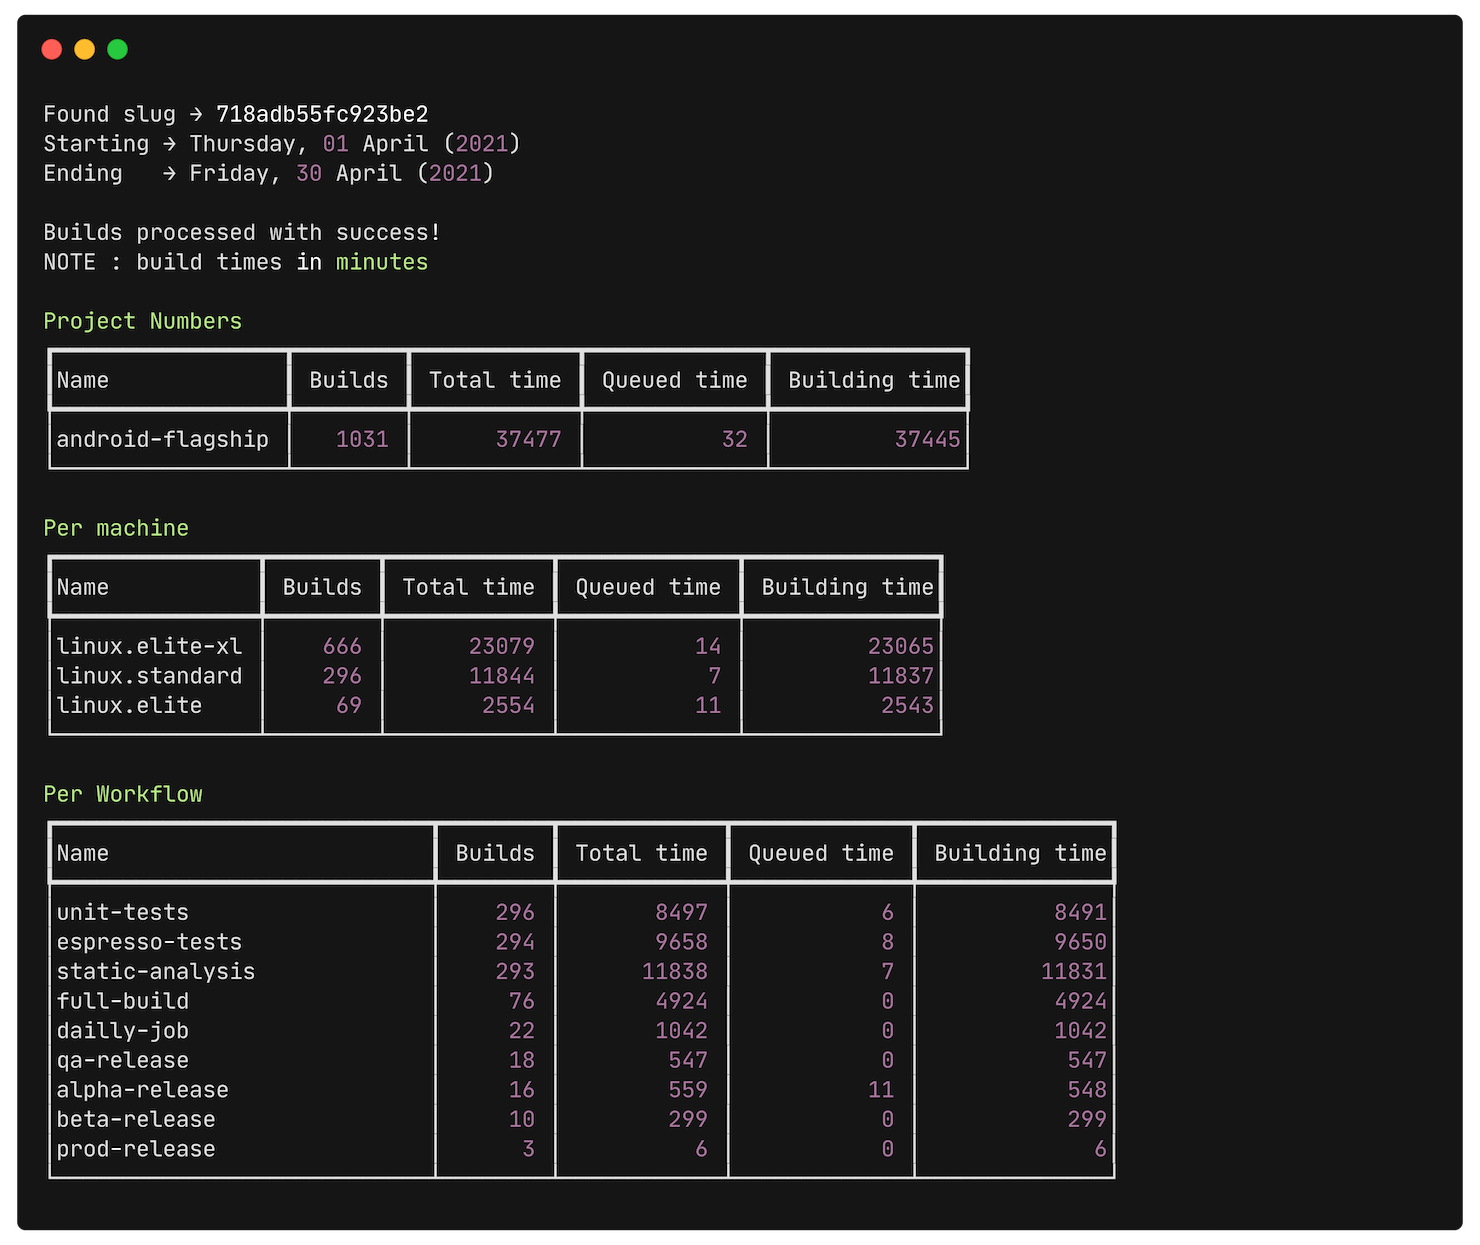 Found slug → 718adb55fc923be2
Starting → Thursday, 01 April (2021)
Ending → Friday, 30 April (2021)
Builds processed with success!
NOTE : build times in minutes
Project Numbers
Name Builds Total time Queued time Building time
android-flagship 1031 37477 32 37445
Per machine
Name Builds Total time Queued time Building time
linux.elite-xl 666 23079 14 23065
linux.standard 296 11844 7 11837
linux.elite 69 2554 11 2543
Per Workflow
Name Builds Total time Queued time Building time
unit-tests 296 8497 6 8491
espresso-tests 294 9658 8 9650
static-analysis 293 11838 7 11831
full-build 76 4924 0 4924
dailly-job 22 1042 0 1042
qa-release 18 547 0 547
alpha-release 16 559 11 548
beta-release 10 299 0 299
prod-release 3 6 0 6